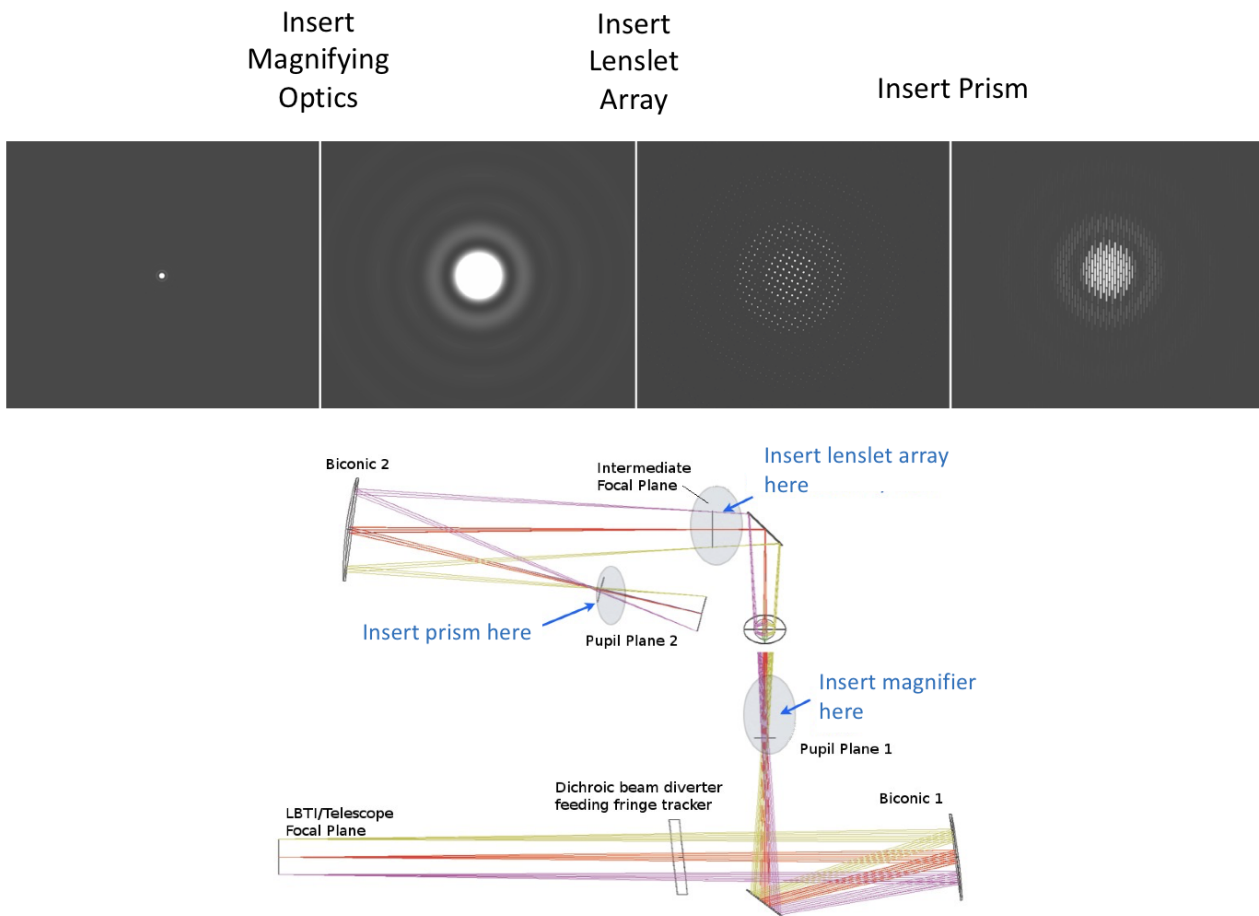 Insert
Magnifying
Optics
Insert
Lenslet
Array
Insert Prism
Biconic 2
Intermediate
Focal Plane
Insert lenslet array
here
Insert prism here
Pupil Plane 2
Insert magnifier
here
Pupil Plane 1
Dichroic beam diverter
feeding fringe tracker
Biconic 1
LBTI/Telescope
Focal Plane